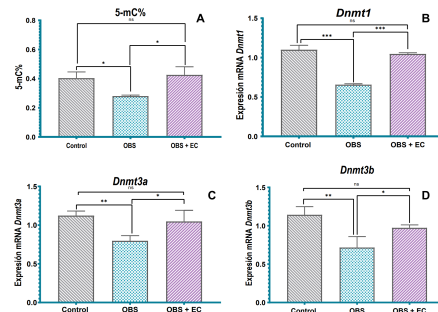 5-mC%
A
ns
*
*
5-mC%
0.8
0.6
0.4
0.2
0.0
Control
OBS
OBS + EC
Dnmt1
B
ns
***
***
Expresión mRNA Dnmt1
1.5
1.0
0.5
0.0
Control
OBS
OBS + EC
Dnmt3a
C
ns
**
*
Expresión mRNA Dnmt3a
1.5
1.0
0.5
0.0
Control
OBS
OBS + EC
Dnmt3b
D
ns
**
*
Expresión mRNA Dnmt3b
1.5
1.0
0.5
0.0
Control
OBS
OBS + EC